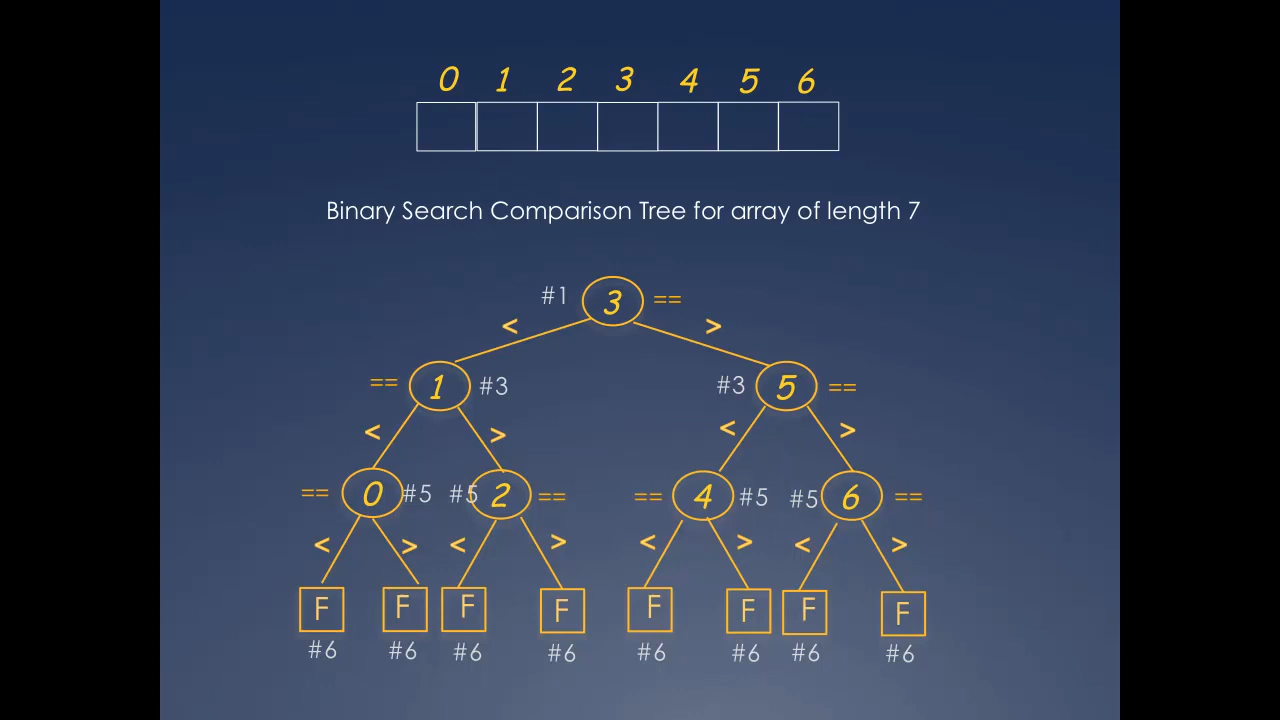 0 1 2 3 4 5 6
Binary Search Comparison Tree for array of length 7
#1 3 ==
< >
== 1 #3 #3 5 ==
< > < >
== 0 #5 #5 2 == == 4 #5 #5 6 ==
< > < > < > < >
F F F F F F F F
#6 #6 #6 #6 #6 #6 #6 #6